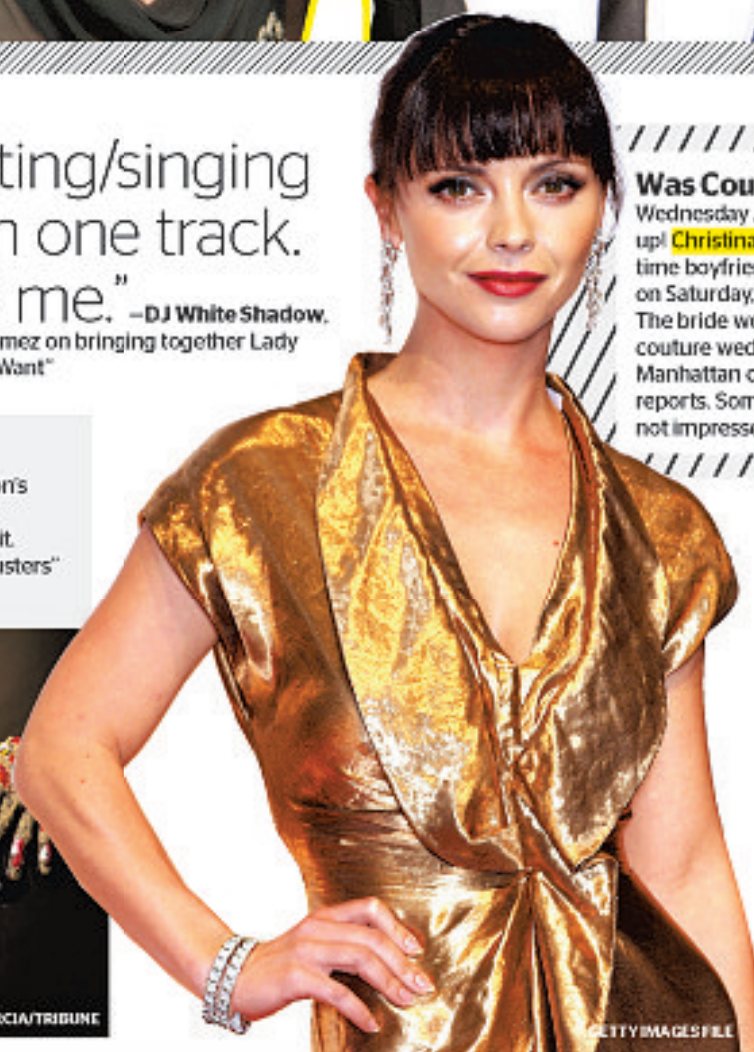 ting/singing
one track.
me.” —DJ White Shadow,
mez on bringing together Lady
Want”
n's
it.
usters”
RCIA/TRIBUNE
Was Cou
Wednesday
up! Christina
time boyfrie
on Saturday.
The bride we
couture wed
Manhattan
reports. Som
not impresse
GETTY IMAGES FILE